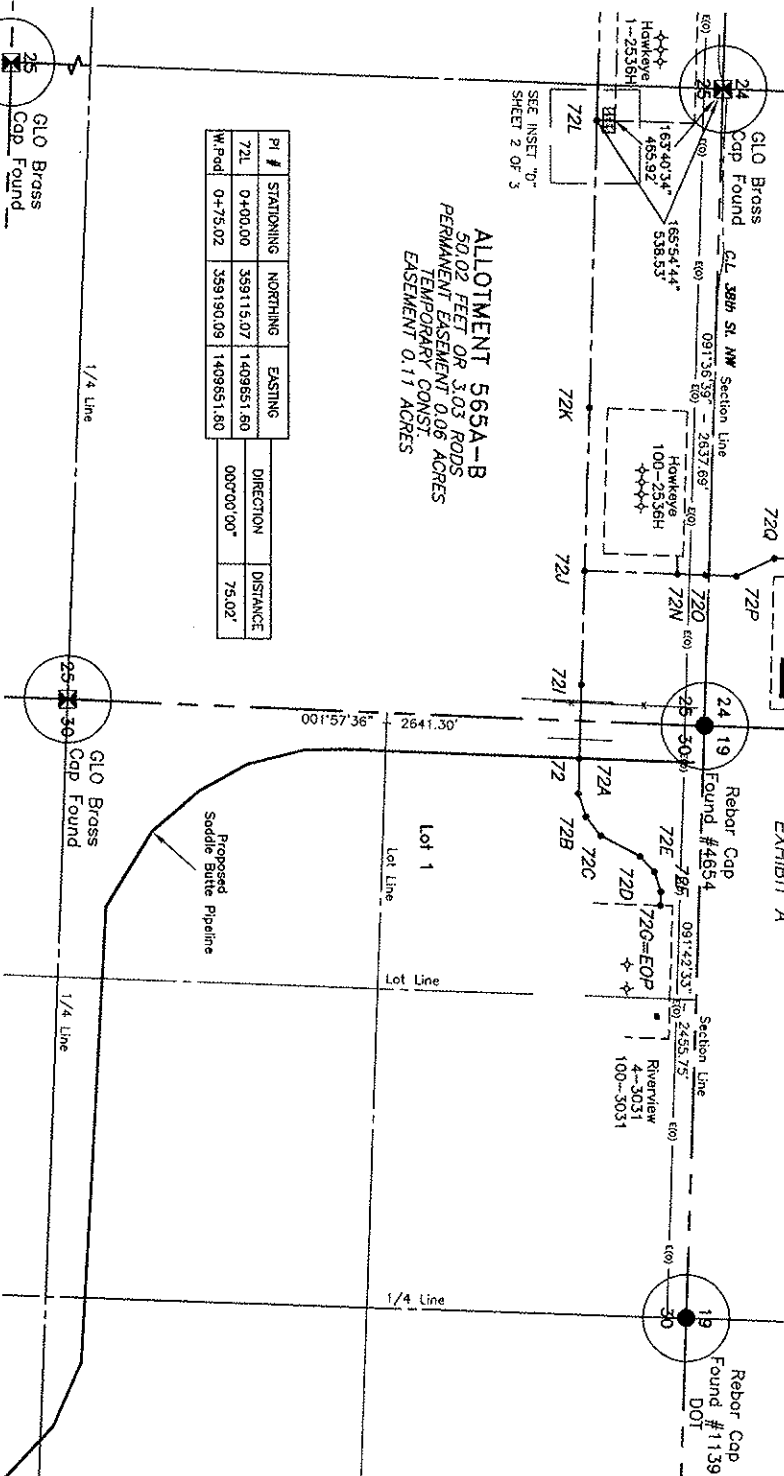 EXHIBIT A
GLO Brass
Cap Found
24
25
C.L. 38th St. NW
Section Line
091°36'39" - 2637.69'
E(O)
E(O)
E(O)
E(O)
E(O)
E(O)
Hawkeye
1-2536H
163°40'34"
465.92'
165°54'44"
538.53'
72L
SEE INSET "D"
SHEET 2 OF 3
72K
Hawkeye
100-2536H
72Q
72P
72O
72N
72J
72I
24 19
25 30
Rebar Cap
Found #4654
72A
72
72B
72C
72D
72E
72F
72G=EOP
091°42'33" - 2455.75'
Section Line
E(O)
E(O)
E(O)
Riverview
4-3031
100-3031
19
30
Rebar Cap
Found #1139
DOT
ALLOTMENT 565A-B
50.02 FEET OR 3.03 RODS
PERMANENT EASEMENT 0.06 ACRES
TEMPORARY CONST.
EASEMENT 0.11 ACRES
PI # STATIONING NORTHING EASTING DIRECTION DISTANCE
72L 0+00.00 359115.07 1409651.60
000°00'00" 75.02'
W.Pad 0+75.02 359190.09 1409651.60
001°57'36" - 2641.30'
Lot 1
Lot Line
Lot Line
1/4 Line
Proposed
Saddle Butte Pipeline
25
GLO Brass
Cap Found
1/4 Line
25 30
GLO Brass
Cap Found
1/4 Line